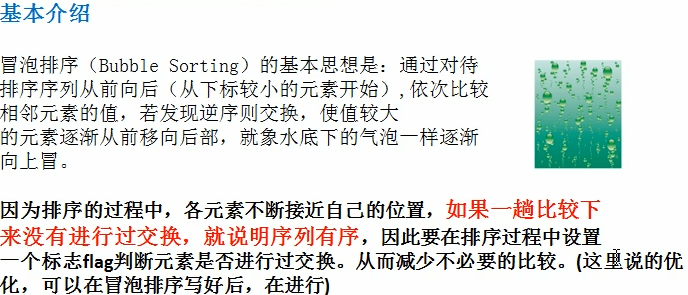 基本介绍
冒泡排序（Bubble Sorting）的基本思想是：通过对待
排序序列从前向后（从下标较小的元素开始）,依次比较
相邻元素的值，若发现逆序则交换，使值较大
的元素逐渐从前移向后部，就象水底下的气泡一样逐渐
向上冒。
因为排序的过程中，各元素不断接近自己的位置，如果一趟比较下
来没有进行过交换，就说明序列有序，因此要在排序过程中设置
一个标志flag判断元素是否进行过交换。从而减少不必要的比较。(这里说的优
化，可以在冒泡排序写好后，在进行)